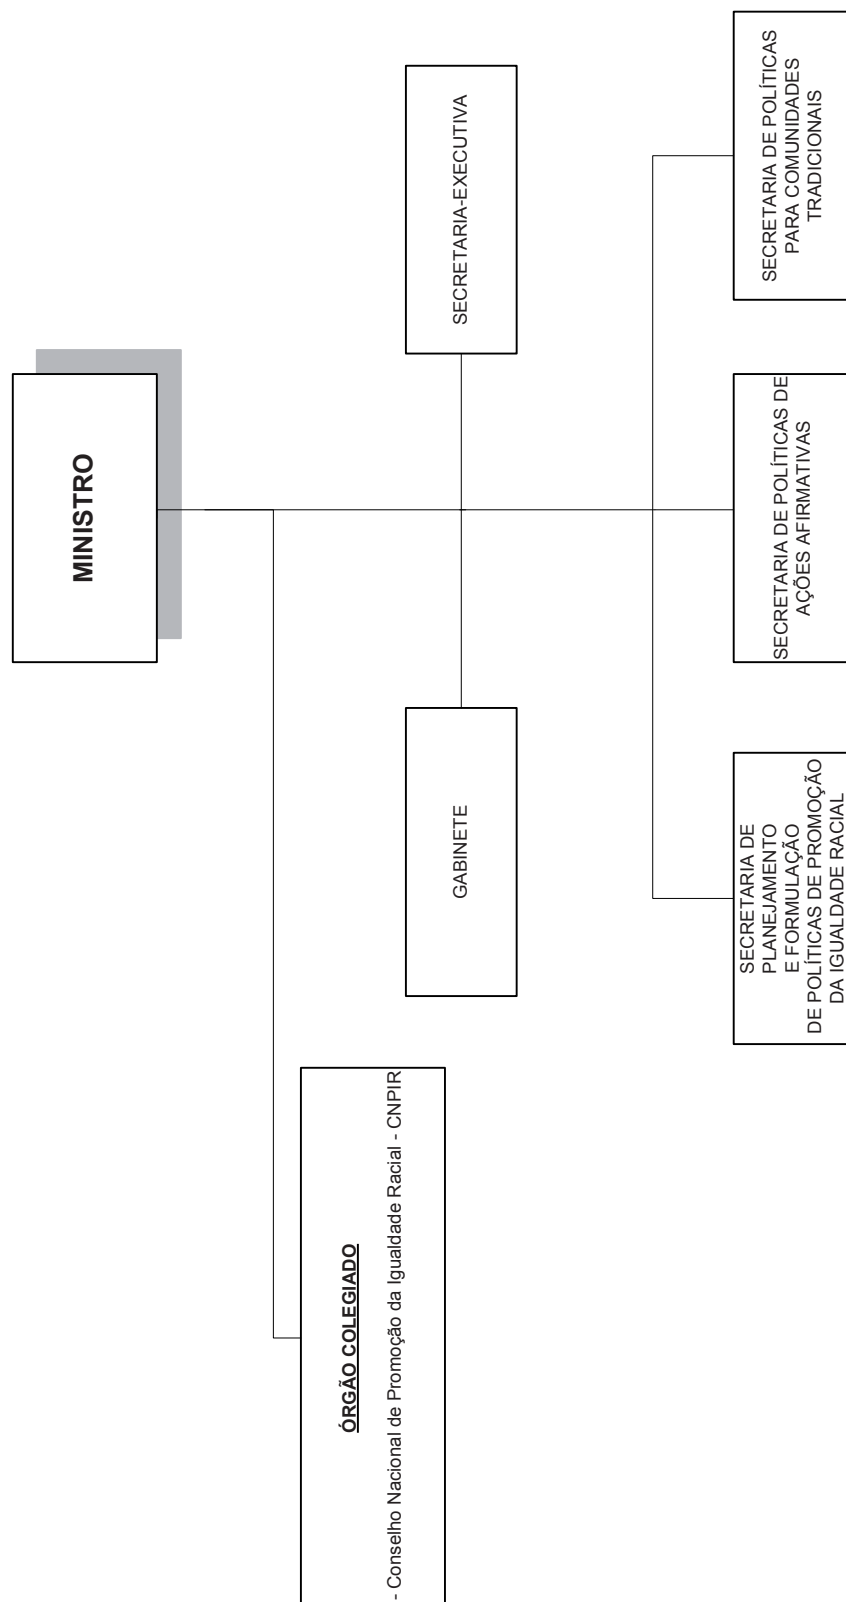 MINISTRO
ÓRGÃO COLEGIADO
- Conselho Nacional de Promoção da Igualdade Racial - CNPIR
GABINETE
SECRETARIA-EXECUTIVA
SECRETARIA DE
PLANEJAMENTO
E FORMULAÇÃO
DE POLÍTICAS DE PROMOÇÃO
DA IGUALDADE RACIAL
SECRETARIA DE POLÍTICAS DE
AÇÕES AFIRMATIVAS
SECRETARIA DE POLÍTICAS
PARA COMUNIDADES
TRADICIONAIS